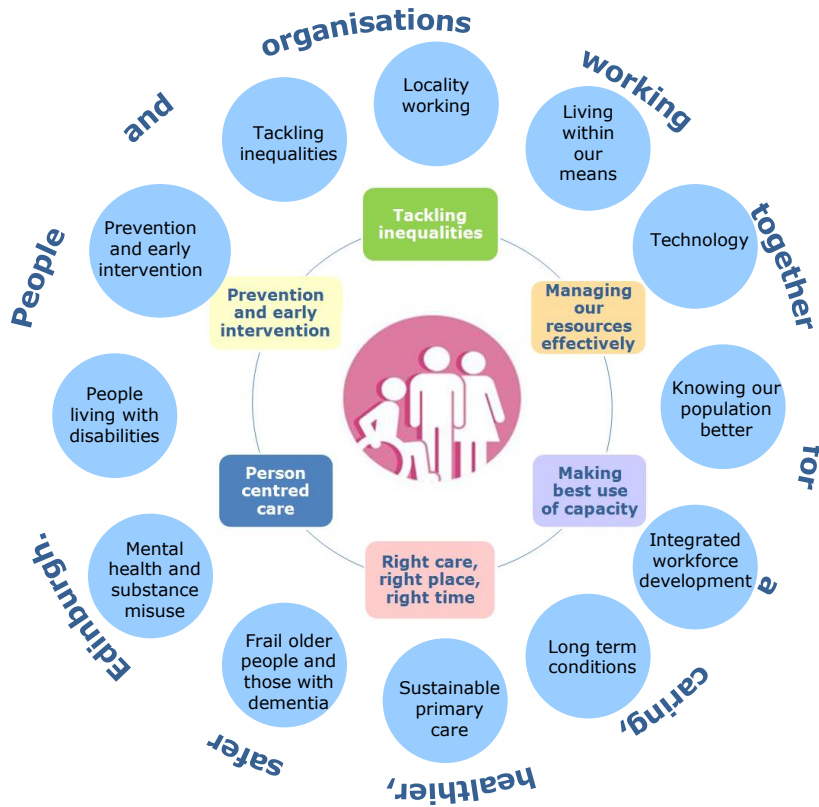 People and organisations working together for a caring, healthier, safer Edinburgh.
Locality
working
Living
within
our
means
Technology
Knowing our
population
better
Integrated
workforce
development
Long term
conditions
Sustainable
primary
care
Frail older
people and
those with
dementia
Mental
health and
substance
misuse
People
living with
disabilities
Prevention
and early
intervention
Tackling
inequalities
Tackling
inequalities
Managing
our
resources
effectively
Making
best use
of capacity
Right care,
right place,
right time
Person
centred
care
Prevention
and early
intervention